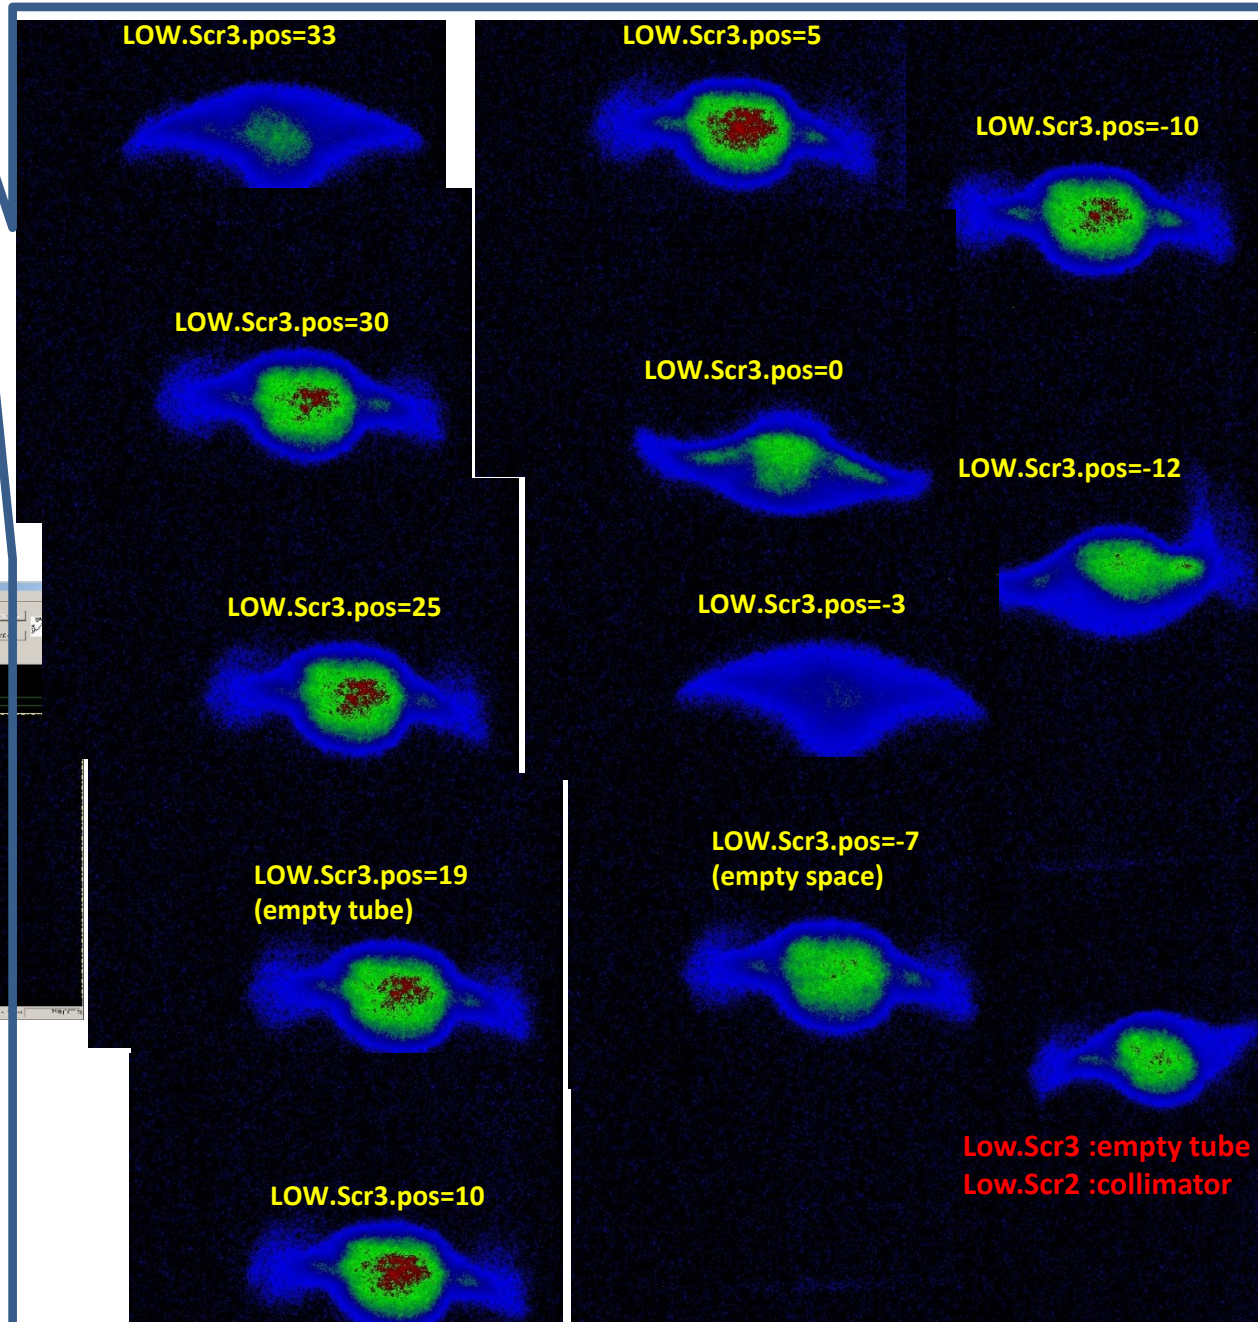 LOW.Scr3.pos=33
LOW.Scr3.pos=30
LOW.Scr3.pos=25
LOW.Scr3.pos=19
(empty tube)
LOW.Scr3.pos=10
LOW.Scr3.pos=5
LOW.Scr3.pos=0
LOW.Scr3.pos=-3
LOW.Scr3.pos=-7
(empty space)
LOW.Scr3.pos=-10
LOW.Scr3.pos=-12
Low.Scr3 :empty tube
Low.Scr2 :collimator